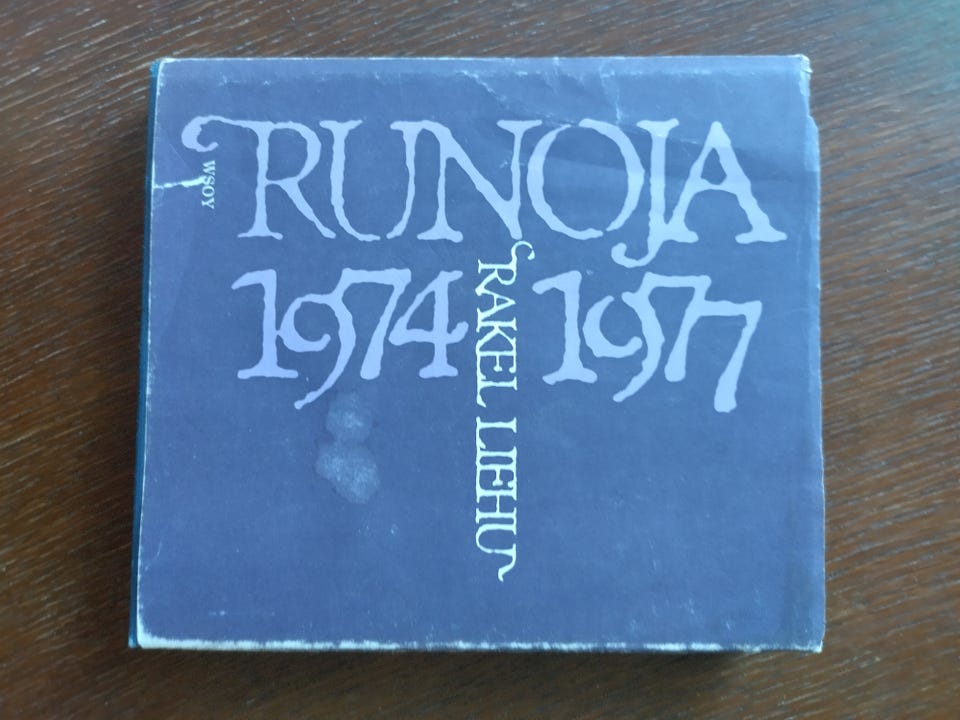 RUNOJA
WSOY
1974 1977
RAKEL LIEHU